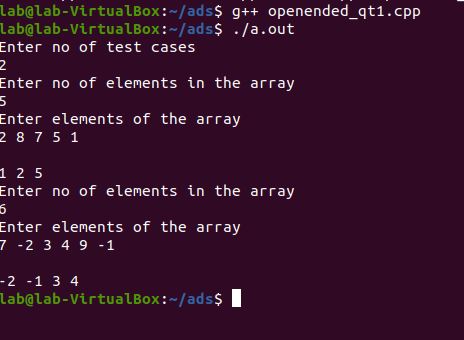 lab@lab-VirtualBox:~/ads$ g++ openended_qt1.cpp
lab@lab-VirtualBox:~/ads$ ./a.out
Enter no of test cases
2
Enter no of elements in the array
5
Enter elements of the array
2 8 7 5 1
1 2 5
Enter no of elements in the array
6
Enter elements of the array
7 -2 3 4 9 -1
-2 -1 3 4
lab@lab-VirtualBox:~/ads$